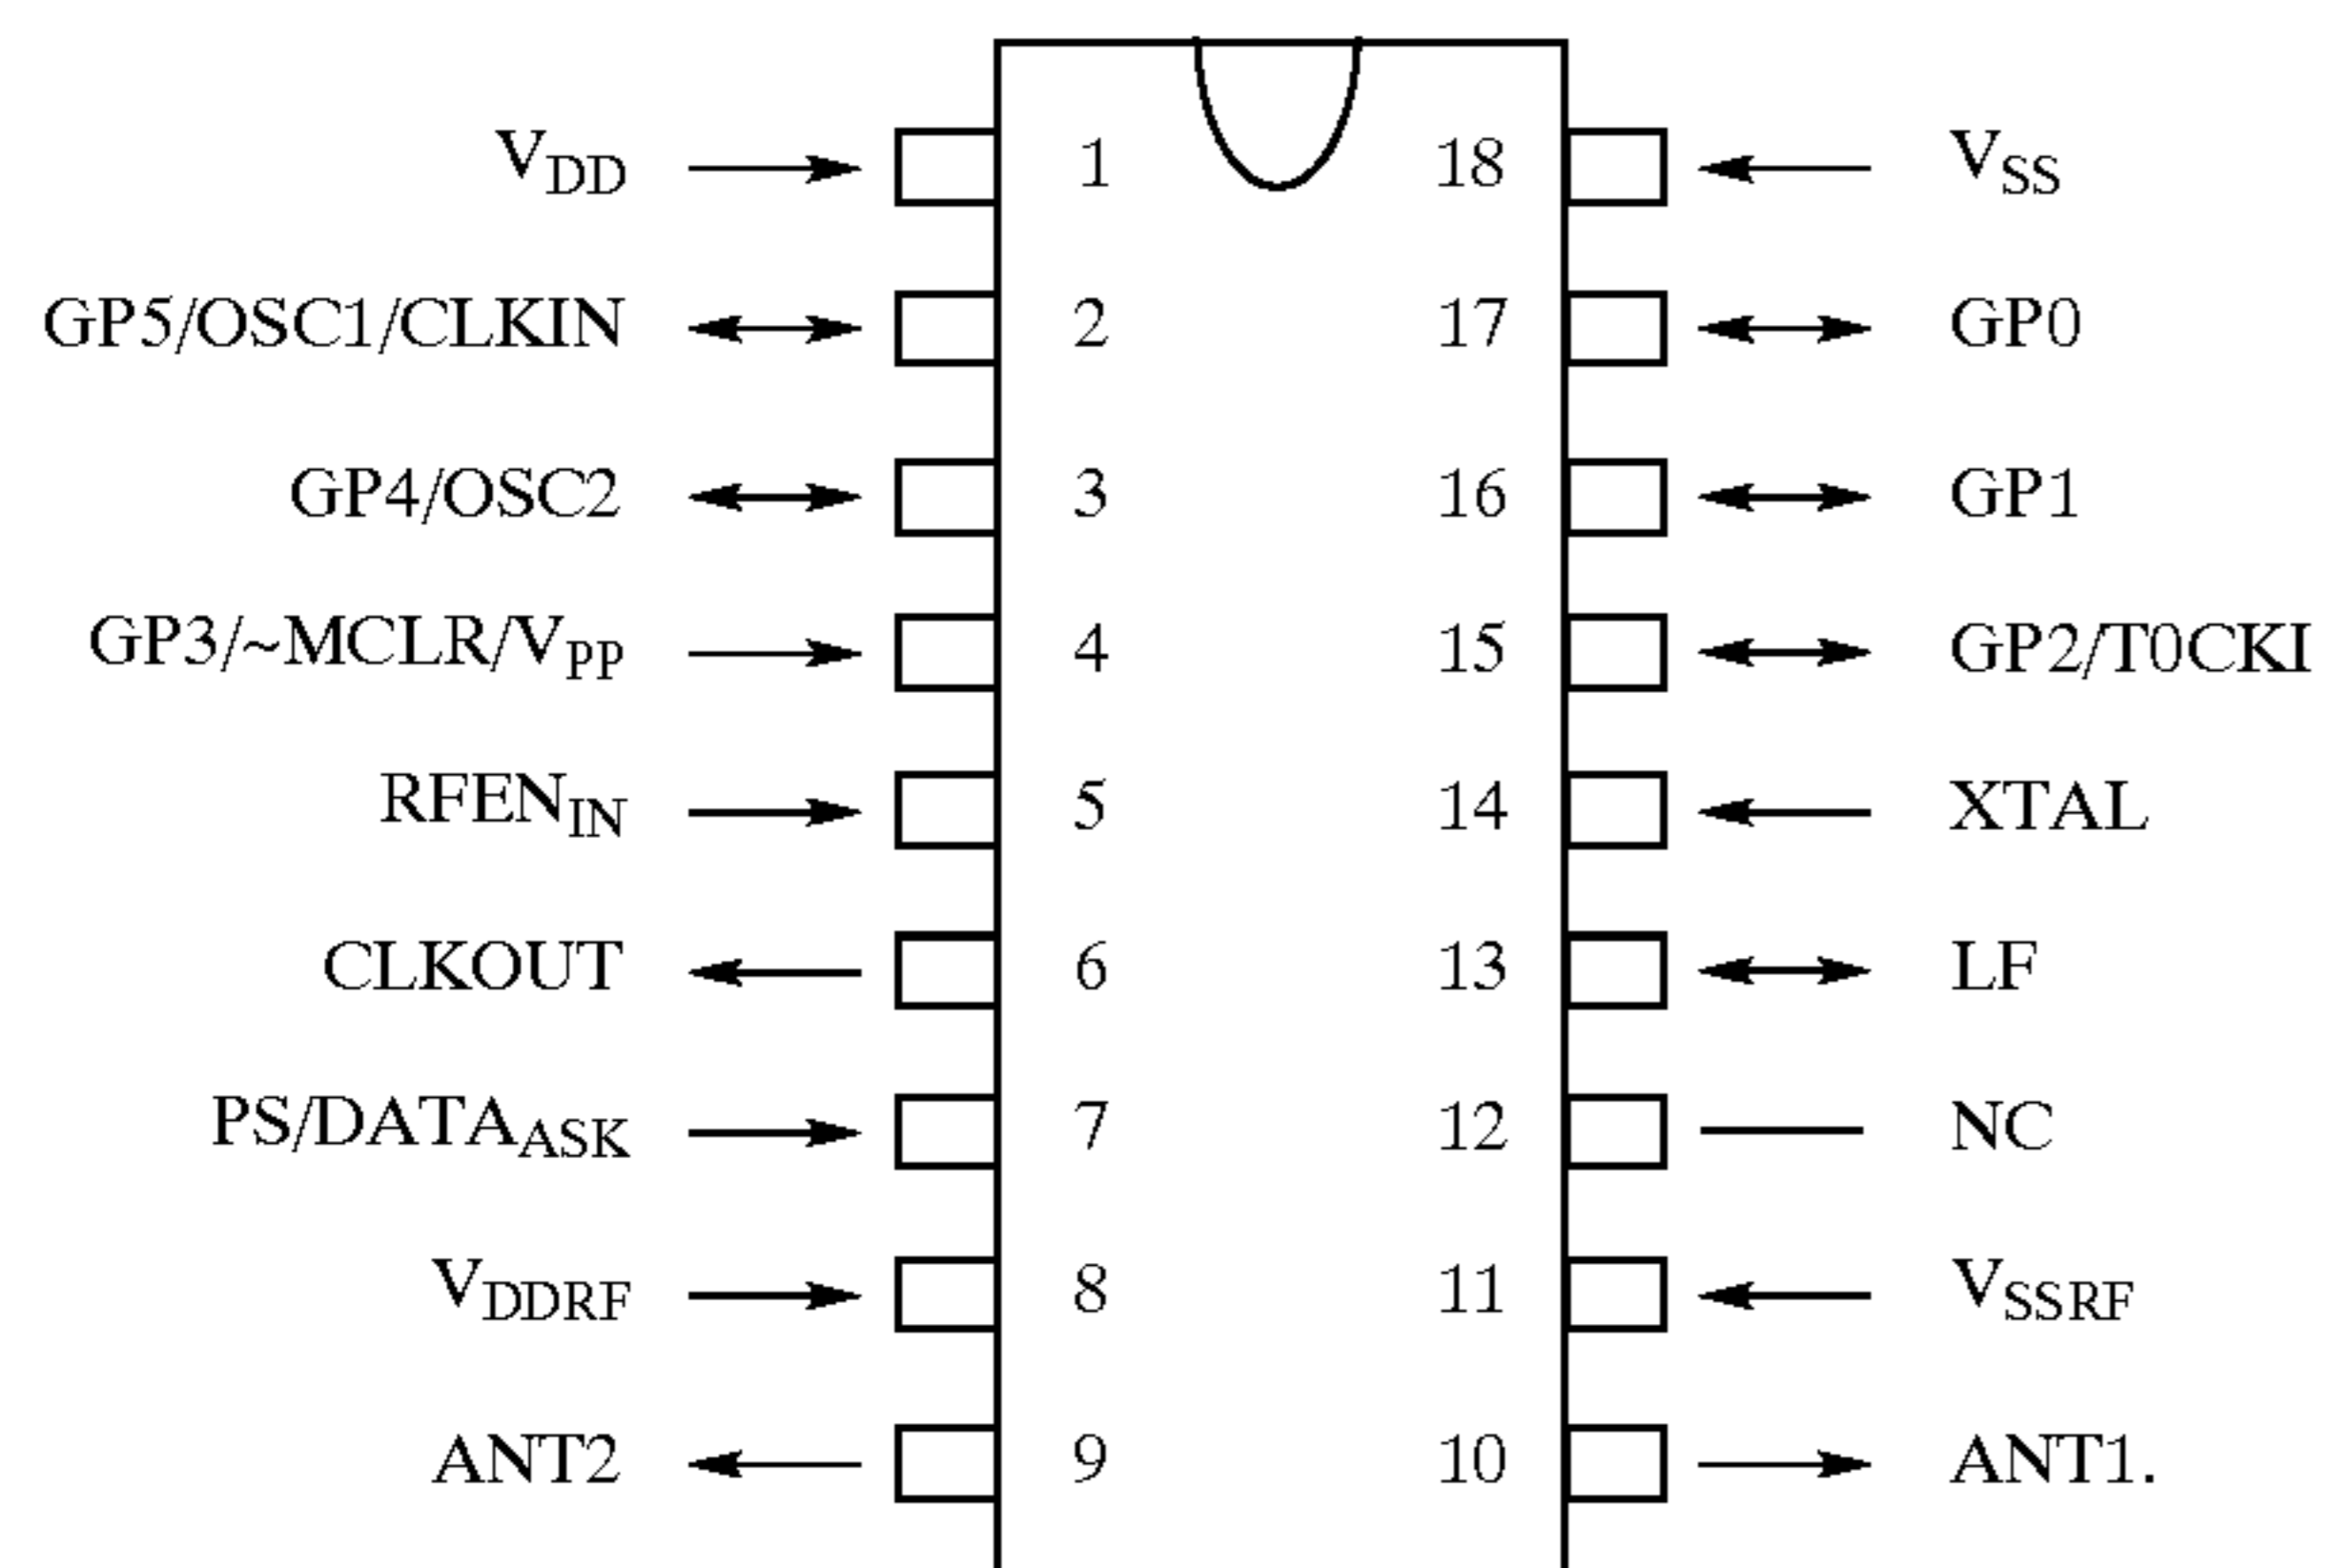 VDD 1 18 VSS
GP5/OSC1/CLKIN 2 17 GP0
GP4/OSC2 3 16 GP1
GP3/~MCLR/VPP 4 15 GP2/T0CKI
RFENIN 5 14 XTAL
CLKOUT 6 13 LF
PS/DATAASK 7 12 NC
VDDRF 8 11 VSSRF
ANT2 9 10 ANT1.